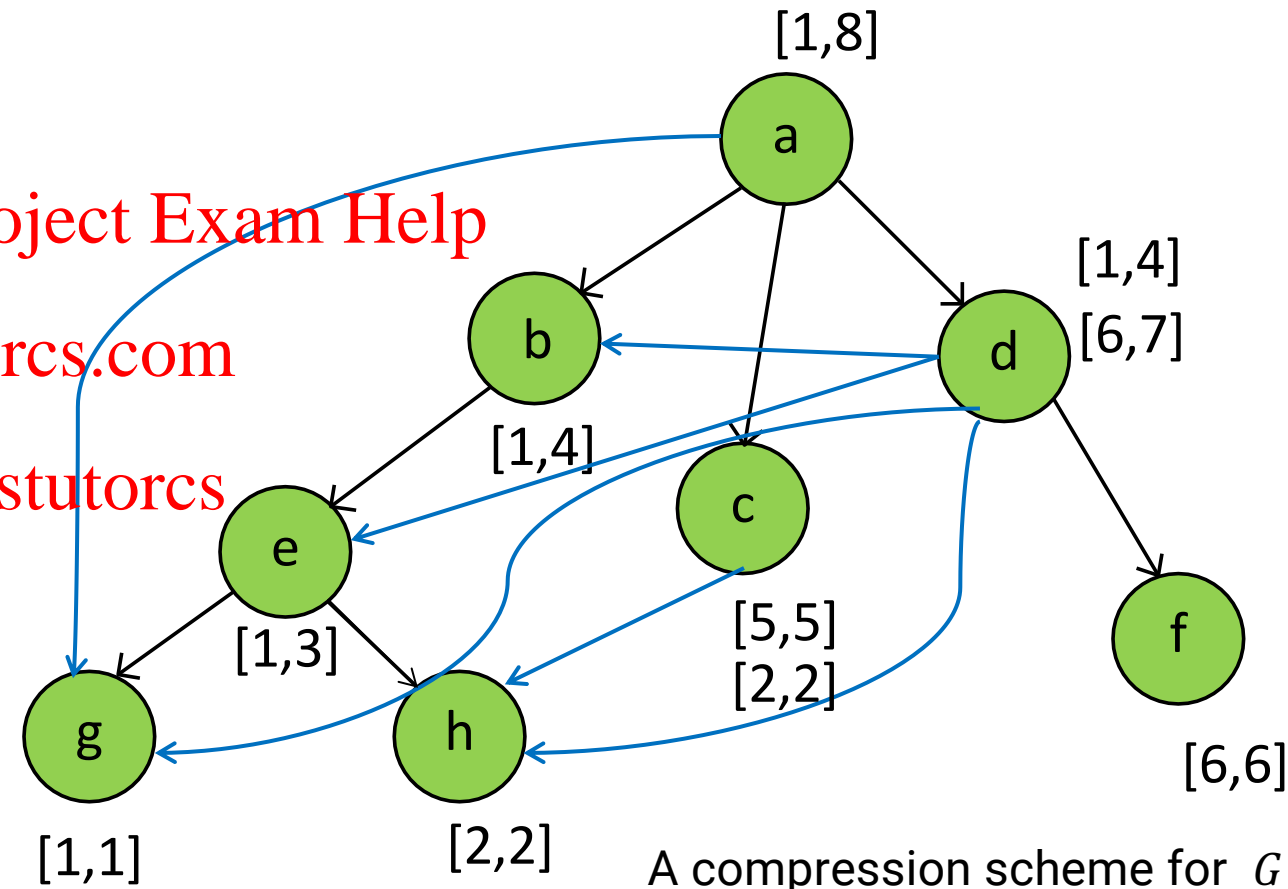 [1,8]
a
oject Exam Help
[1,4]
[6,7]
b
d
rcs.com
[1,4]
stutorcs
c
e
[1,3]
[5,5]
[2,2]
f
g
h
[6,6]
[1,1]
[2,2]
A compression scheme for G